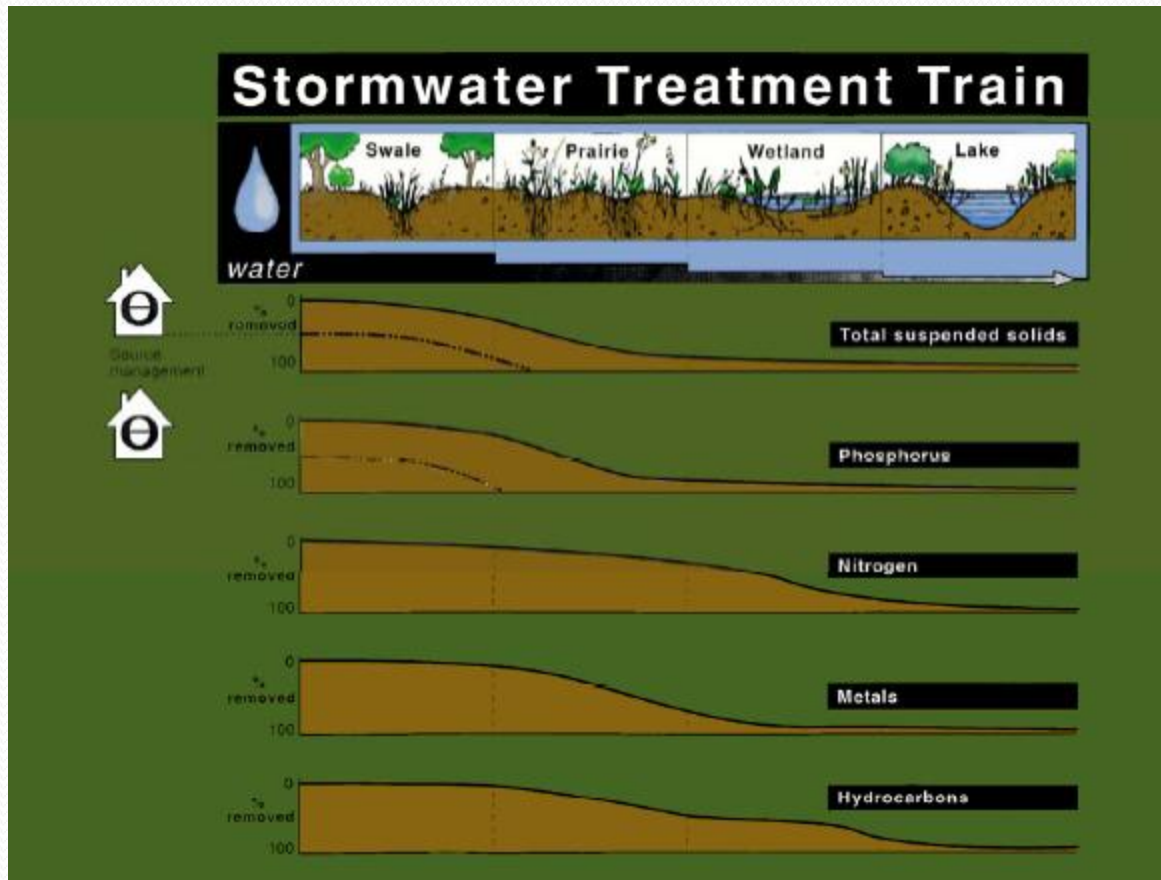 Stormwater Treatment Train
Swale Prairie Wetland Lake
water
0
% removed
100
Total suspended solids
Source
management
0
% removed
100
Phosphorus
0
% removed
100
Nitrogen
0
% removed
100
Metals
0
% removed
100
Hydrocarbons